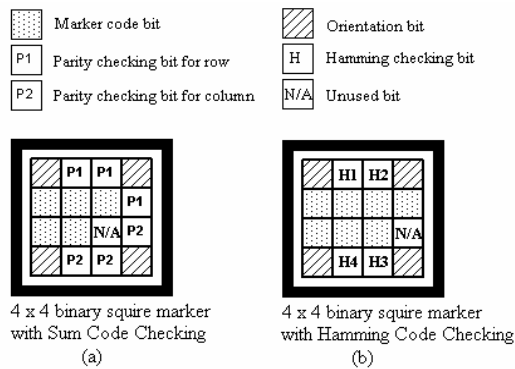 Marker code bit
Orientation bit
P1 Parity checking bit for row
H Hamming checking bit
P2 Parity checking bit for column
N/A Unused bit
P1 P1
P1
N/A P2
P2 P2
4 x 4 binary squire marker
with Sum Code Checking
(a)
H1 H2
N/A
H4 H3
4 x 4 binary squire marker
with Hamming Code Checking
(b)